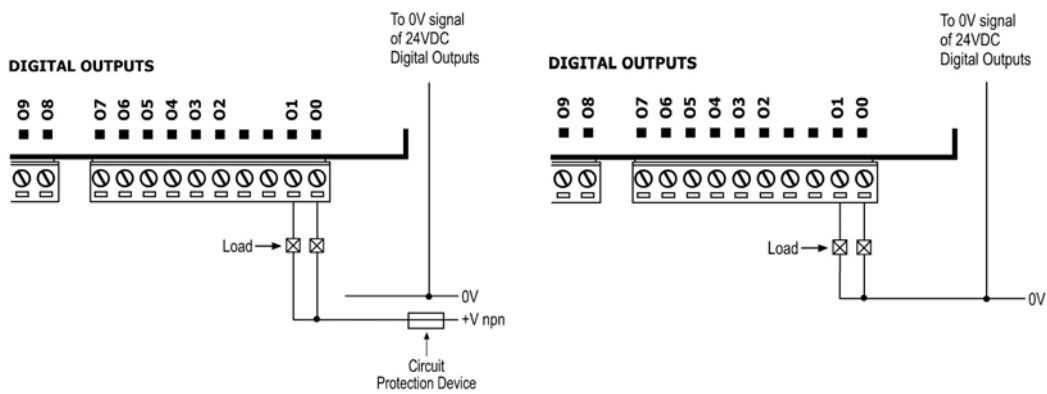 To 0V signal
of 24VDC
Digital Outputs
DIGITAL OUTPUTS
O9 O8 O7 O6 O5 O4 O3 O2 O1 O0
Load
0V
+V npn
Circuit
Protection Device
To 0V signal
of 24VDC
Digital Outputs
DIGITAL OUTPUTS
O9 O8 O7 O6 O5 O4 O3 O2 O1 O0
Load
0V